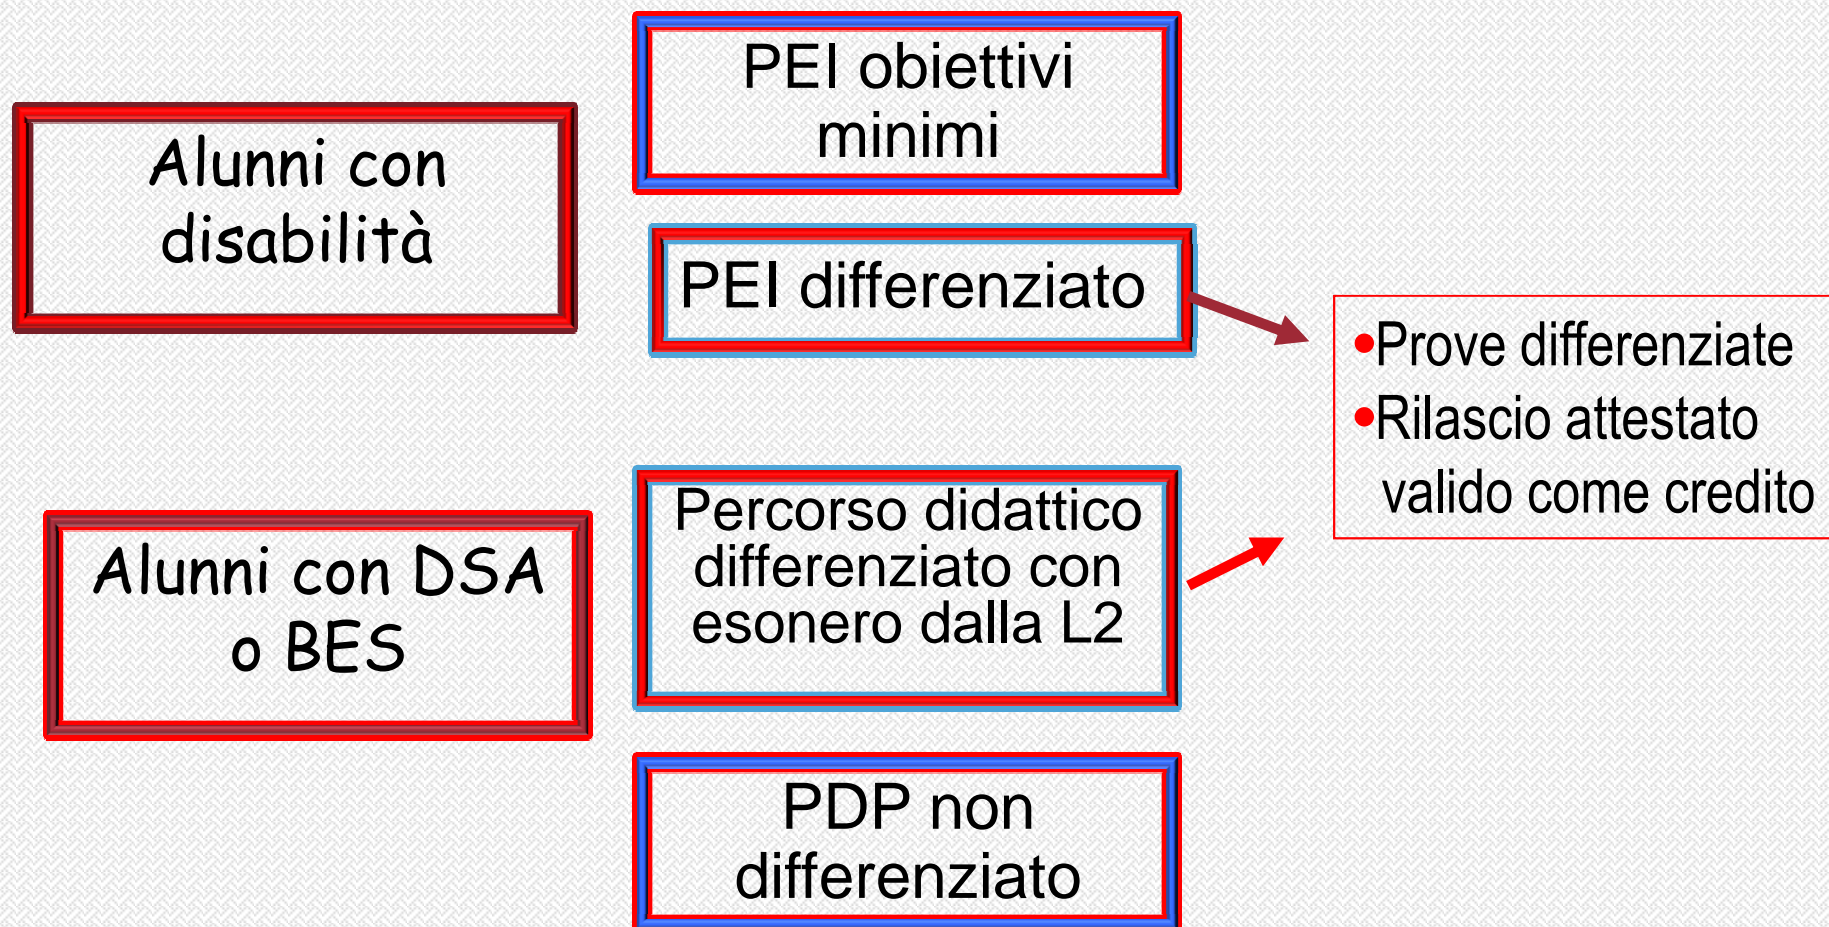 PEI obiettivi
minimi
Alunni con
disabilità
PEI differenziato
•Prove differenziate
•Rilascio attestato
valido come credito
Percorso didattico
differenziato con
esonero dalla L2
Alunni con DSA
o BES
PDP non
differenziato